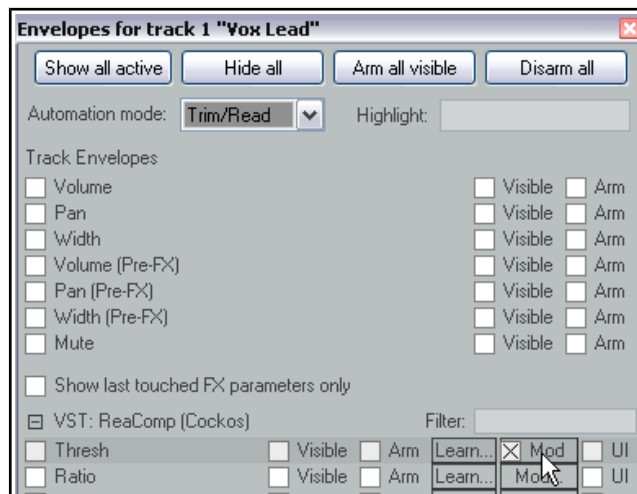 Envelopes for track 1 "Vox Lead"
Show all active Hide all Arm all visible Disarm all
Automation mode: Trim/Read Highlight:
Track Envelopes
Volume Visible Arm
Pan Visible Arm
Width Visible Arm
Volume (Pre-FX) Visible Arm
Pan (Pre-FX) Visible Arm
Width (Pre-FX) Visible Arm
Mute Visible Arm
Show last touched FX parameters only
VST: ReaComp (Cockos) Filter:
Thresh Visible Arm Learn... Mod UI
Ratio Visible Arm Learn... Mod... UI